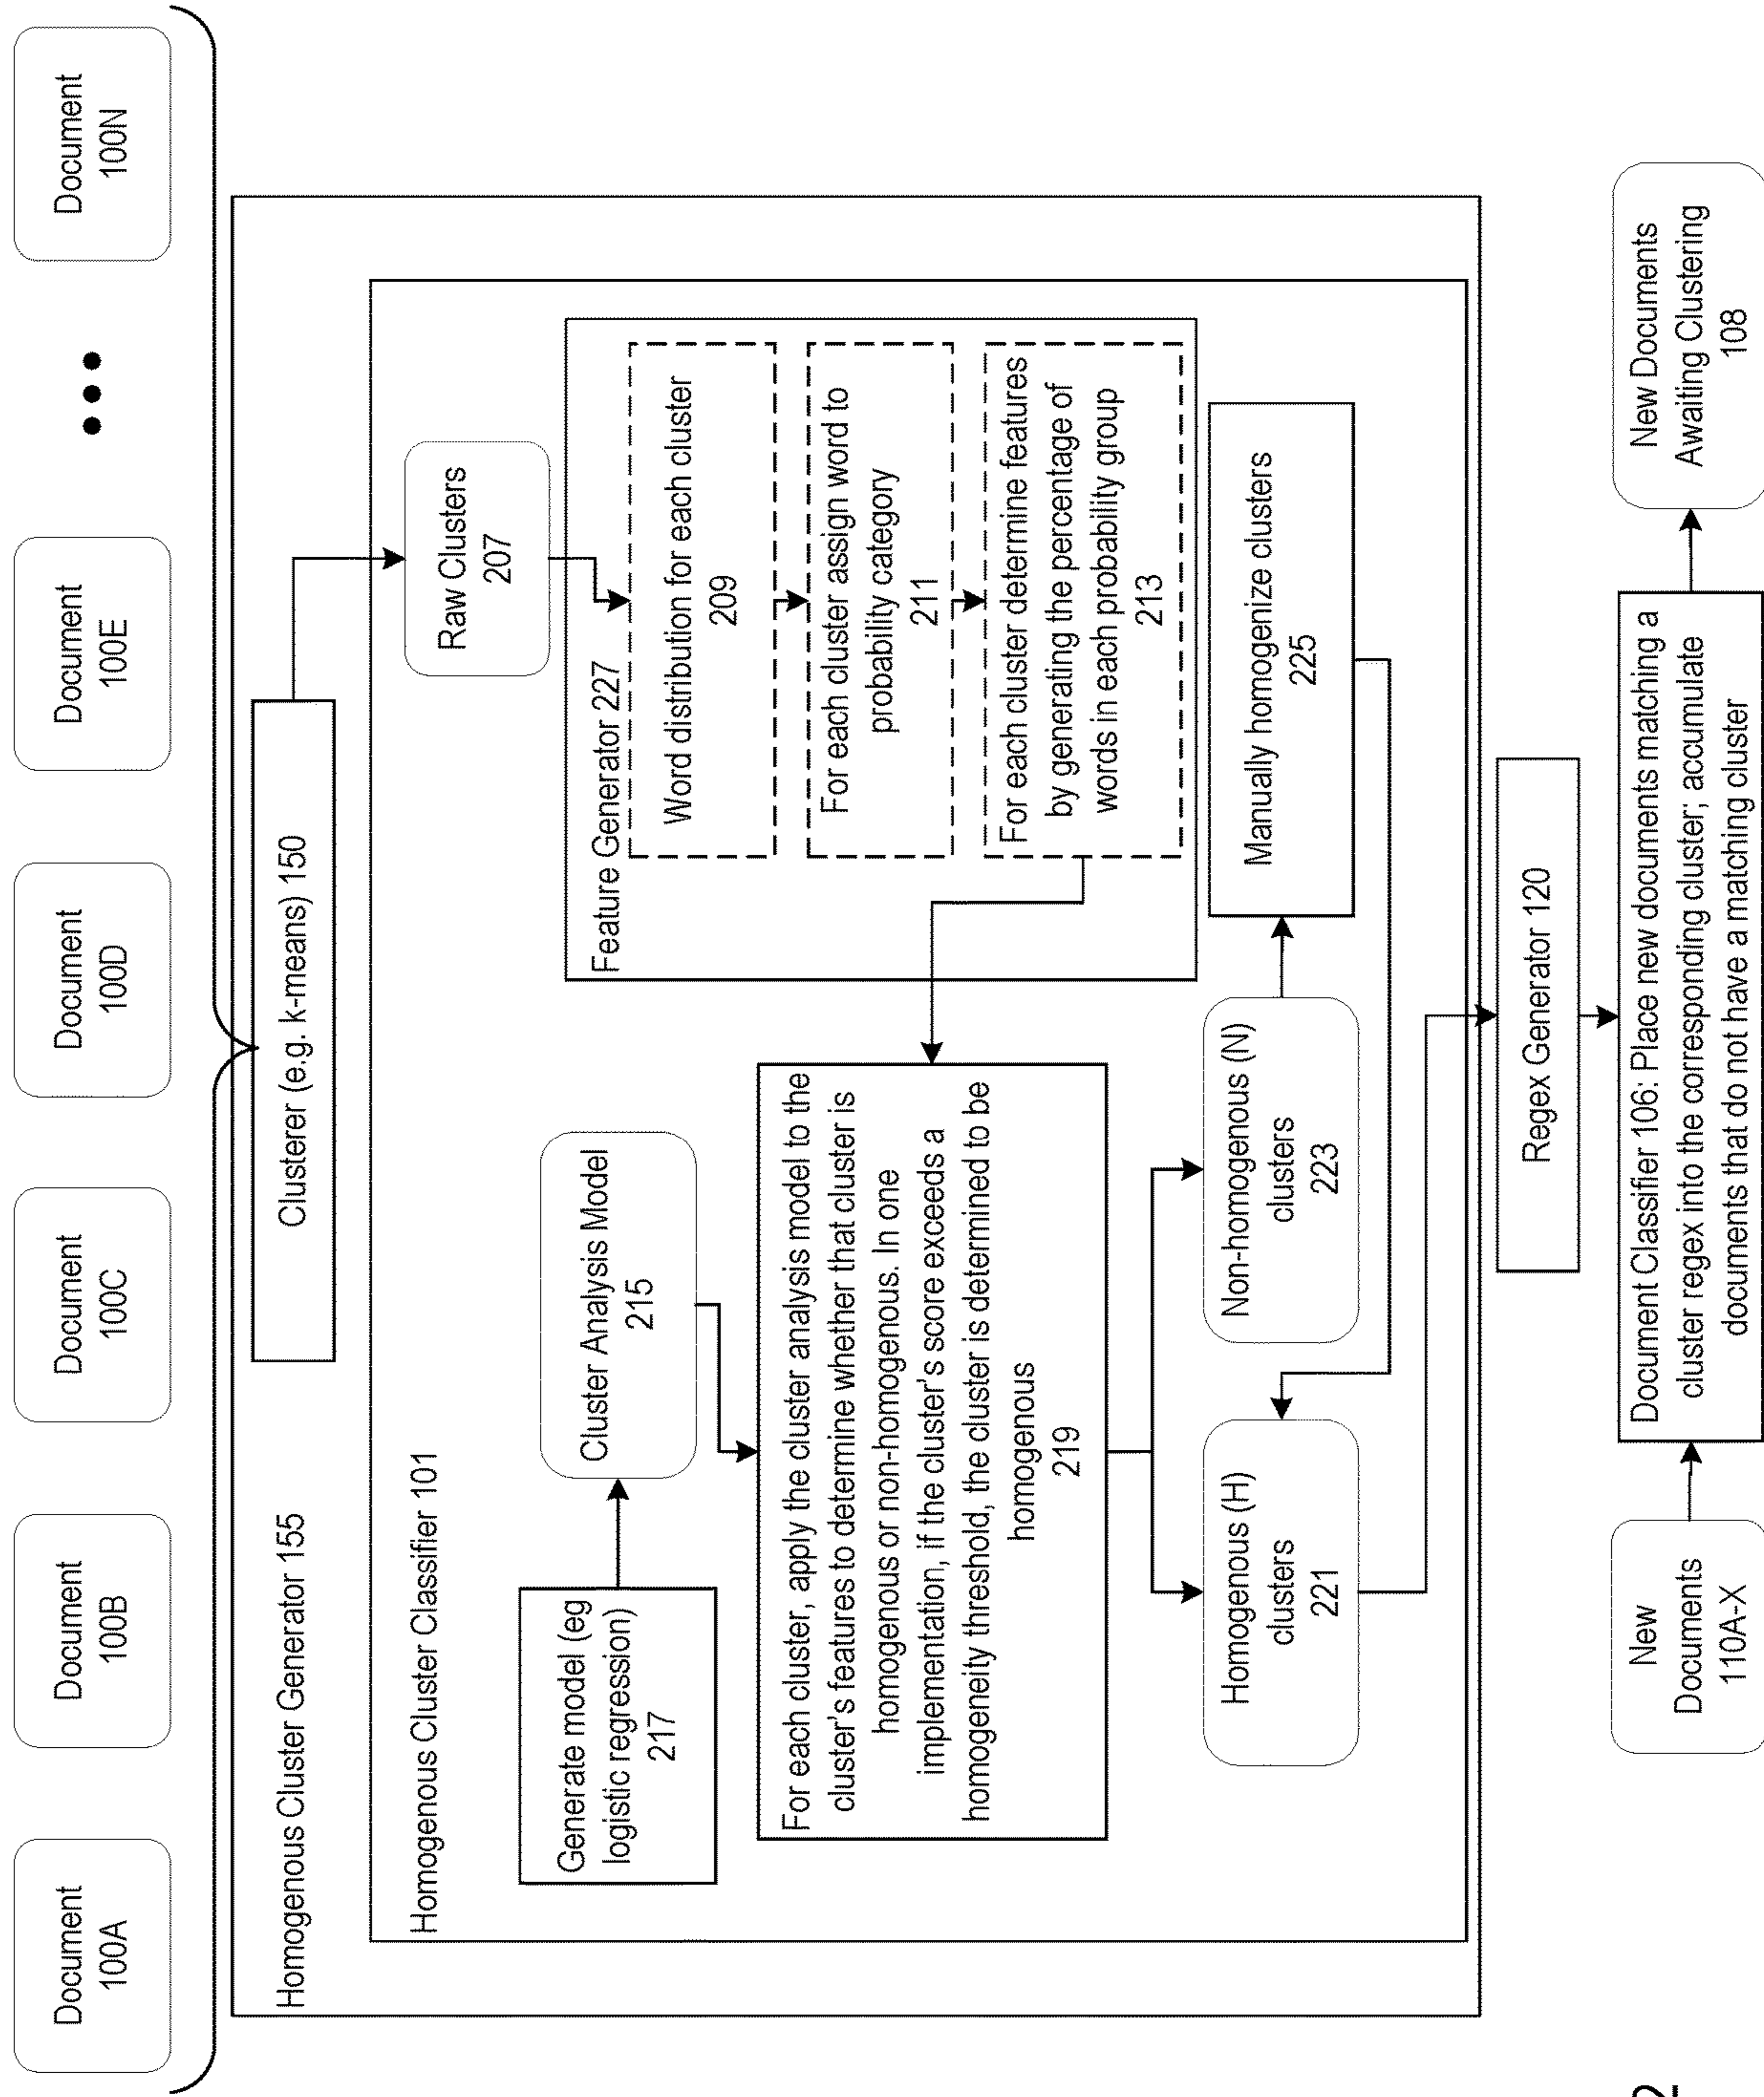 Document
100A
Document
100B
Document
100C
Document
100D
Document
100E
Document
100N
Homogenous Cluster Generator 155
Clusterer (e.g. k-means) 150
Homogenous Cluster Classifier 101
Raw Clusters
207
Feature Generator 227
Word distribution for each cluster
209
For each cluster assign word to
probability category
211
For each cluster determine features
by generating the percentage of
words in each probability group
213
Generate model (eg
logistic regression)
217
Cluster Analysis Model
215
For each cluster, apply the cluster analysis model to the
cluster's features to determine whether that cluster is
homogenous or non-homogenous. In one
implementation, if the cluster's score exceeds a
homogeneity threshold, the cluster is determined to be
homogenous
219
Homogenous (H)
clusters
221
Non-homogenous (N)
clusters
223
Manually homogenize clusters
225
Regex Generator 120
New
Documents
110A-X
Document Classifier 106: Place new documents matching a
cluster regex into the corresponding cluster; accumulate
documents that do not have a matching cluster
New Documents
Awaiting Clustering
108